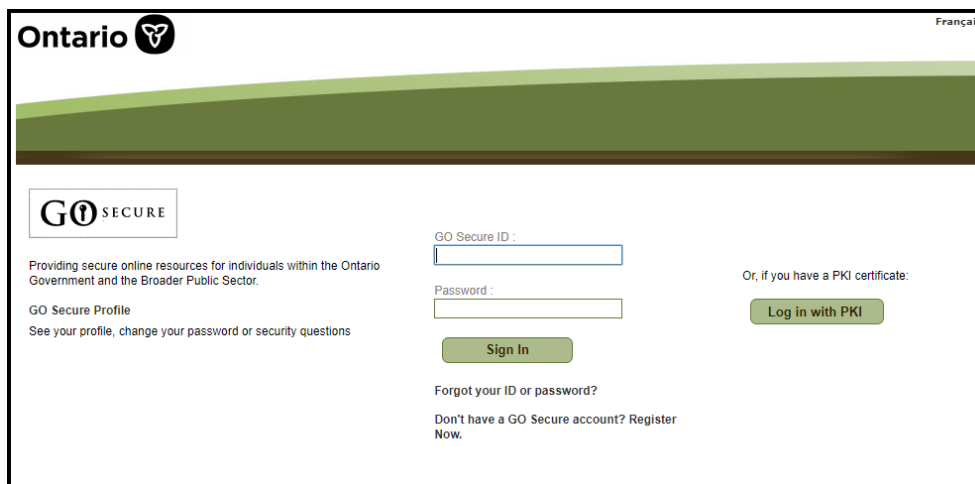 Ontario
Françai
GO SECURE
Providing secure online resources for individuals within the Ontario
Government and the Broader Public Sector.
GO Secure Profile
See your profile, change your password or security questions
GO Secure ID :
Password :
Sign In
Forgot your ID or password?
Don't have a GO Secure account? Register
Now.
Or, if you have a PKI certificate:
Log in with PKI